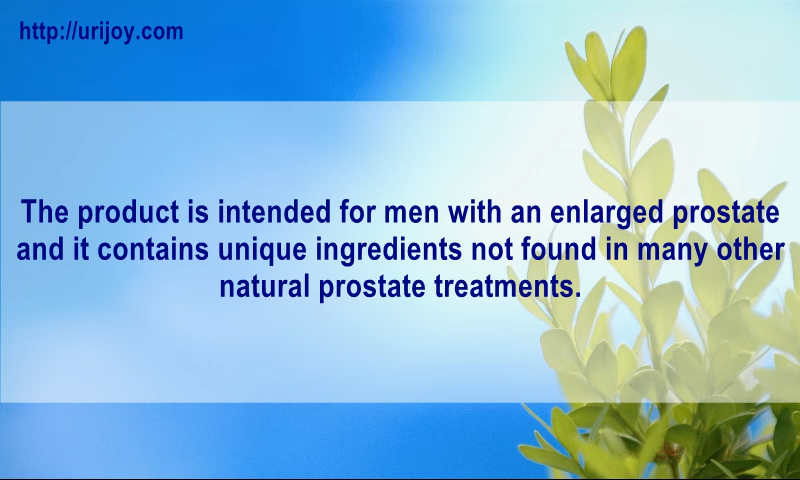 http://urijoy.com
The product is intended for men with an enlarged prostate
and it contains unique ingredients not found in many other
natural prostate treatments.